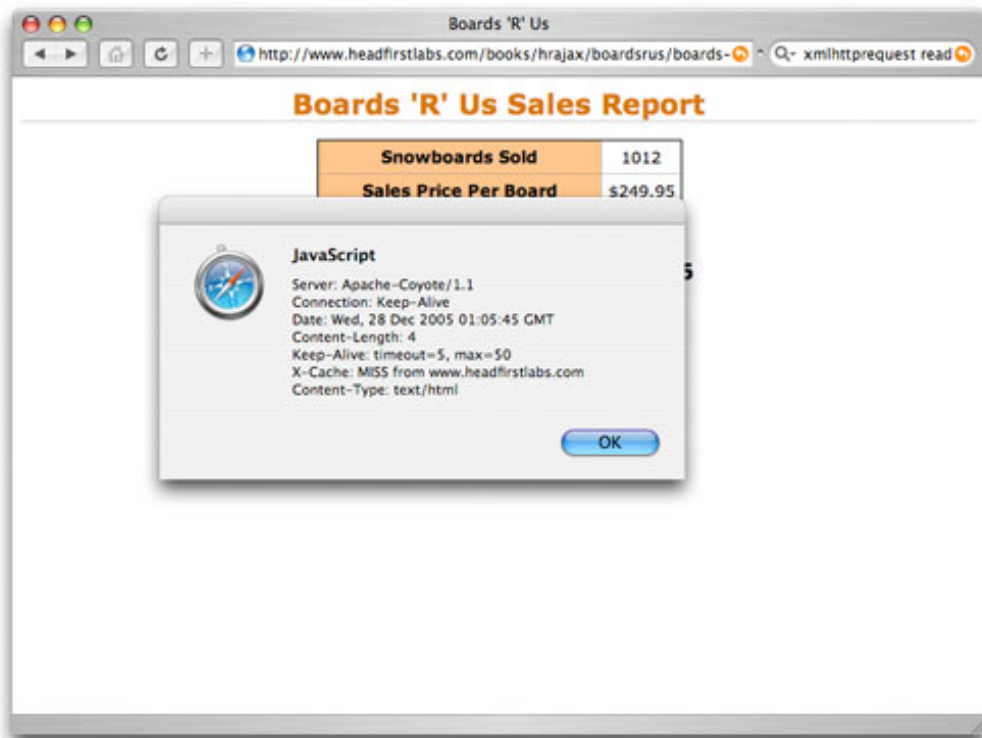 Boards 'R' Us
http://www.headfirstlabs.com/books/hrajax/boardsrus/boards-
xmlhttprequest read
Boards 'R' Us Sales Report
Snowboards Sold 1012
Sales Price Per Board $249.95
JavaScript
Server: Apache-Coyote/1.1
Connection: Keep-Alive
Date: Wed, 28 Dec 2005 01:05:45 GMT
Content-Length: 4
Keep-Alive: timeout=5, max=50
X-Cache: MISS from www.headfirstlabs.com
Content-Type: text/html
OK